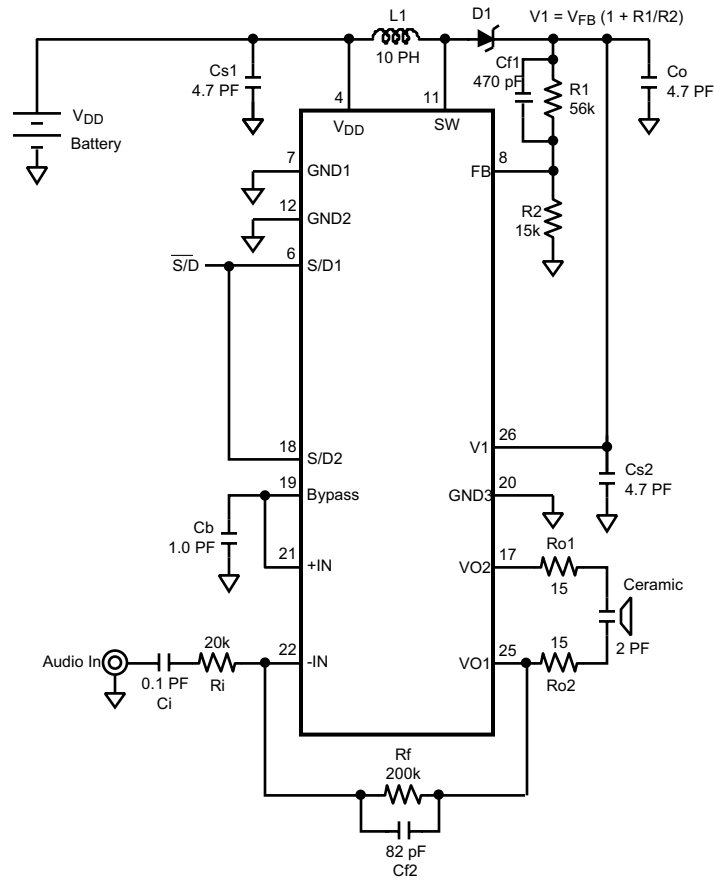 L1
D1
V1 = VFB (1 + R1/R2)
10 PH
Cs1
4.7 PF
Cf1
470 pF
R1
56k
Co
4.7 PF
4
11
VDD
SW
VDD
Battery
7
GND1
8
FB
12
GND2
R2
15k
S/D
6
S/D1
18
S/D2
26
V1
Cs2
4.7 PF
19
Bypass
20
GND3
Cb
1.0 PF
21
+IN
17
VO2
Ro1
15
Ceramic
2 PF
Audio In
0.1 PF
Ci
20k
Ri
22
-IN
25
VO1
15
Ro2
Rf
200k
82 pF
Cf2